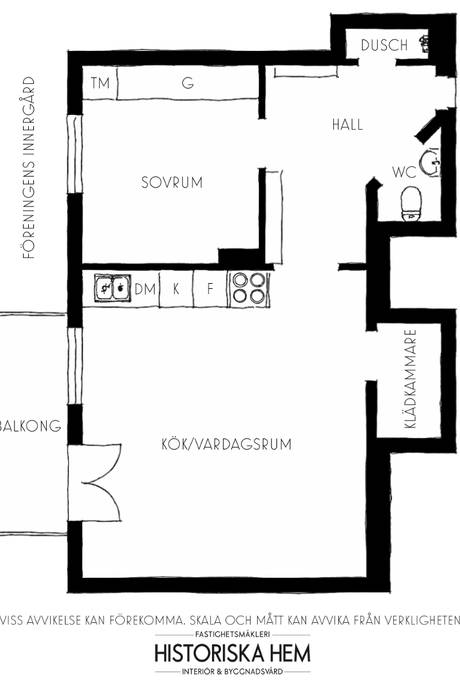 DUSCH
TM
G
HALL
FÖRENINGENS INNERGÅRD
SOVRUM
WC
DM
K
F
KLÄDKAMMARE
BALKONG
KÖK/VARDAGSRUM
VISS AVVIKELSE KAN FÖREKOMMA. SKALA OCH MÅTT KAN AVVIKA FRÅN VERKLIGHETEN
FASTIGHETSMÄKLERI
HISTORISKA HEM
INTERIÖR & BYGGNADSVÅRD